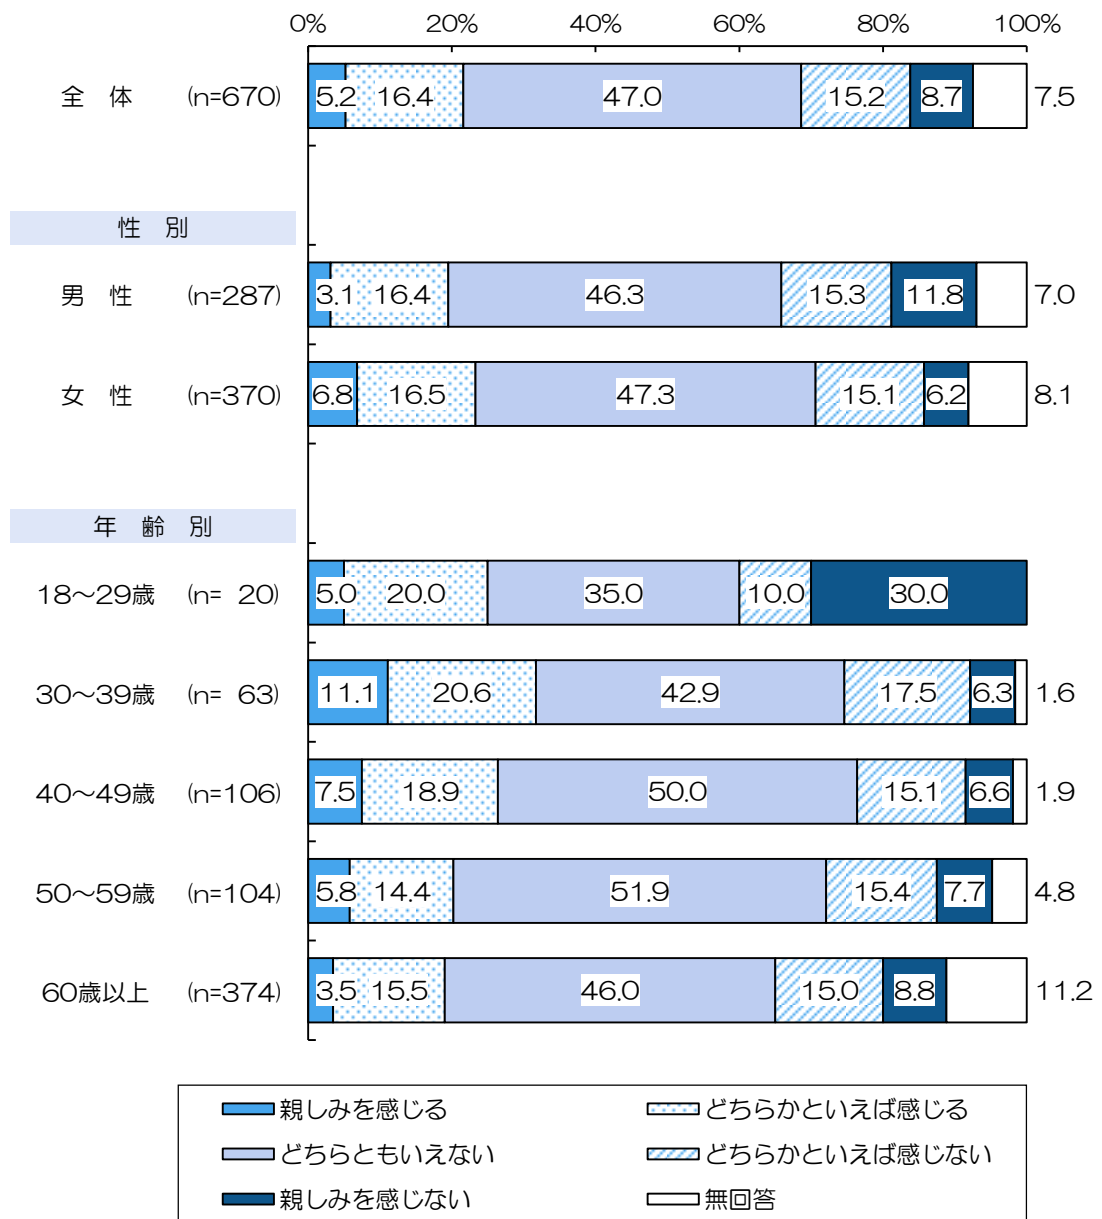 0% 20% 40% 60% 80% 100%
全 体 (n=670) 5.2 16.4 47.0 15.2 8.7 7.5
性 別
男 性 (n=287) 3.1 16.4 46.3 15.3 11.8 7.0
女 性 (n=370) 6.8 16.5 47.3 15.1 6.2 8.1
年 齢 別
18～29歳 (n= 20) 5.0 20.0 35.0 10.0 30.0
30～39歳 (n= 63) 11.1 20.6 42.9 17.5 6.3 1.6
40～49歳 (n=106) 7.5 18.9 50.0 15.1 6.6 1.9
50～59歳 (n=104) 5.8 14.4 51.9 15.4 7.7 4.8
60歳以上 (n=374) 3.5 15.5 46.0 15.0 8.8 11.2
親しみを感じる どちらかといえば感じる
どちらともいえない どちらかといえば感じない
親しみを感じない 無回答